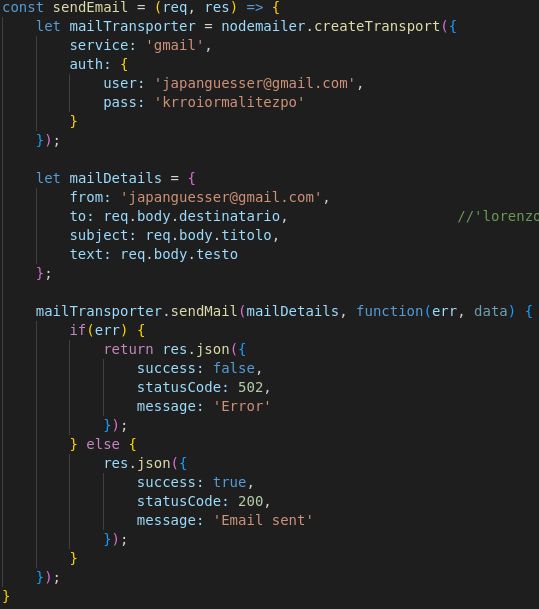 const sendEmail = (req, res) => {
let mailTransporter = nodemailer.createTransport({
service: 'gmail',
auth: {
user: 'japanguesser@gmail.com',
pass: 'krroiormalitezpo'
}
});
let mailDetails = {
from: 'japanguesser@gmail.com',
to: req.body.destinatario, //'lorenzo
subject: req.body.titolo,
text: req.body.testo
};
mailTransporter.sendMail(mailDetails, function(err, data) {
if(err) {
return res.json({
success: false,
statusCode: 502,
message: 'Error'
});
} else {
res.json({
success: true,
statusCode: 200,
message: 'Email sent'
});
}
});
}